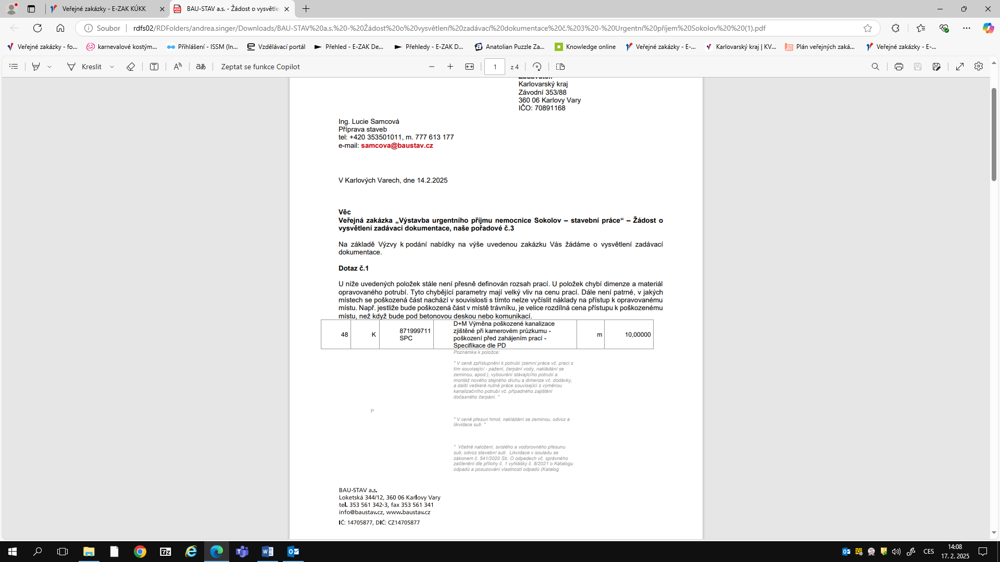 Veřejné zakázky - E-ZAK KÚKK
BAU-STAV a.s. - Žádost o vysvětle
Soubor
rdfs02/RDFolders/andrea.singer/Downloads/BAU-STAV%20a.s.%20-%20Žádost%20o%20vysvětlení%20zadávací%20dokumentace%20č.%203%20-%20Urgentní%20příjem%20Sokolov%20%20(1).pdf
Veřejné zakázky - fo...
karnevalové kostým...
Přihlášení - ISSM (In...
Vzdělávací portál
Přehled - E-ZAK De...
Přehledy - E-ZAK D...
Anatolian Puzzle Za...
Knowledge online
Veřejné zakázky - E-...
Karlovarský kraj | KV...
Plán veřejných zaká...
Veřejné zakázky - E-...
Kreslit
Zeptat se funkce Copilot
1
z 4
Karlovarský kraj
Závodní 353/88
360 06 Karlovy Vary
IČO: 70891168
Ing. Lucie Samcová
Příprava staveb
tel: +420 353501011, m. 777 613 177
e-mail: samcova@baustav.cz
V Karlových Varech, dne 14.2.2025
Věc
Veřejná zakázka „Výstavba urgentního příjmu nemocnice Sokolov – stavební práce“ – Žádost o
vysvětlení zadávací dokumentace, naše pořadové č.3
Na základě Výzvy k podání nabídky na výše uvedenou zakázku Vás žádáme o vysvětlení zadávací
dokumentace.
Dotaz č.1
U níže uvedených položek stále není přesně definován rozsah prací. U položek chybí dimenze a materiál
opravovaného potrubí. Tyto chybějící parametry mají velký vliv na cenu prací. Dále není patrné, v jakých
místech se poškozená část nachází v souvislosti s tímto nelze vyčíslit náklady na přístup k opravovanému
místu. Např. jestliže bude poškozená část v místě trávníku, je velice rozdílná cena přístupu k poškozenému
místu, než když bude pod betonovou deskou nebo komunikací.
48
K
871999711
SPC
D+M Výměna poškozené kanalizace
zjištěné při kamerovém průzkumu -
poškození před zahájením prací -
Specifikace dle PD
m
10,00000
Poznámka k položce:
" V ceně zpřístupnění k potrubí (zemní práce vč. prací s
tím související - pažení, čerpání vody, nakládání se
zeminou, apod.), vybourání stávajícího potrubí a
montáž nového stejného druhu a dimenze vč. dodávky,
a další veškeré nutné práce související s výměnou
kanalizačního potrubí vč. případného zajištění
dočasného čerpání. "
P
" V ceně přesun hmot, nakládání se zeminou, odvoz a
likvidace suti. "
" Včetně naložení, svislého a vodorovného přesunu
suti, odvoz stavební suti. Likvidace v souladu se
zákonem č. 541/2020 Sb. O odpadech vč. správného
začlenění dle přílohy č. 1 vyhlášky č. 8/2021 o Katalogu
odpadů a posuzování vlastností odpadů (Katalog
BAU-STAV a.s.
Loketská 344/12, 360 06 Karlovy Vary
tel. 353 561 342-3, fax 353 561 341
info@baustav.cz, www.baustav.cz
IČ: 14705877, DIČ: CZ14705877
CES
14:08
17. 2. 2025